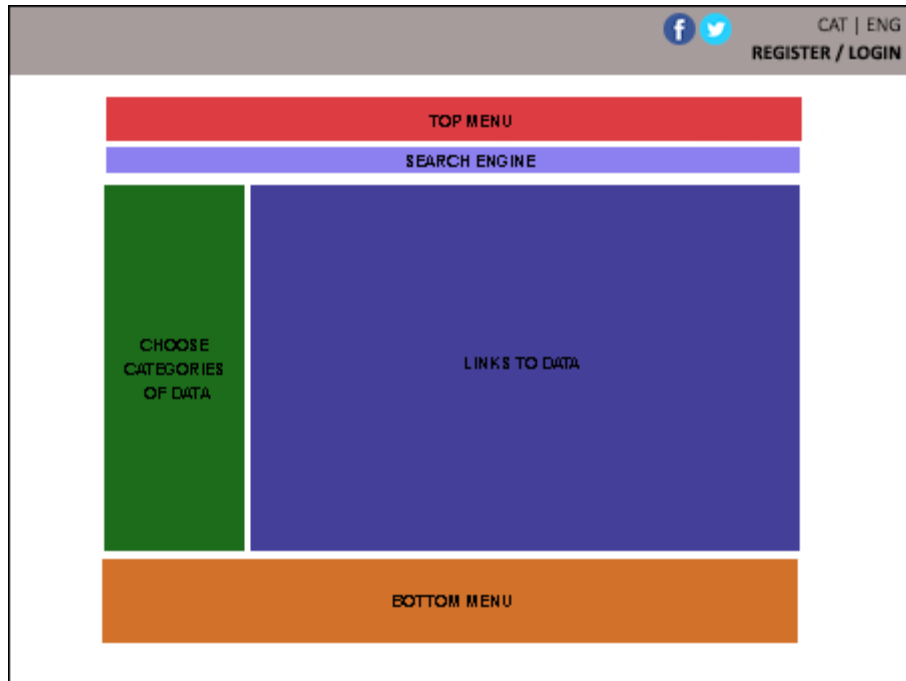 CAT | ENG
REGISTER / LOGIN
TOP MENU
SEARCH ENGINE
CHOOSE
CATEGORIES
OF DATA
LINKS TO DATA
BOTTOM MENU